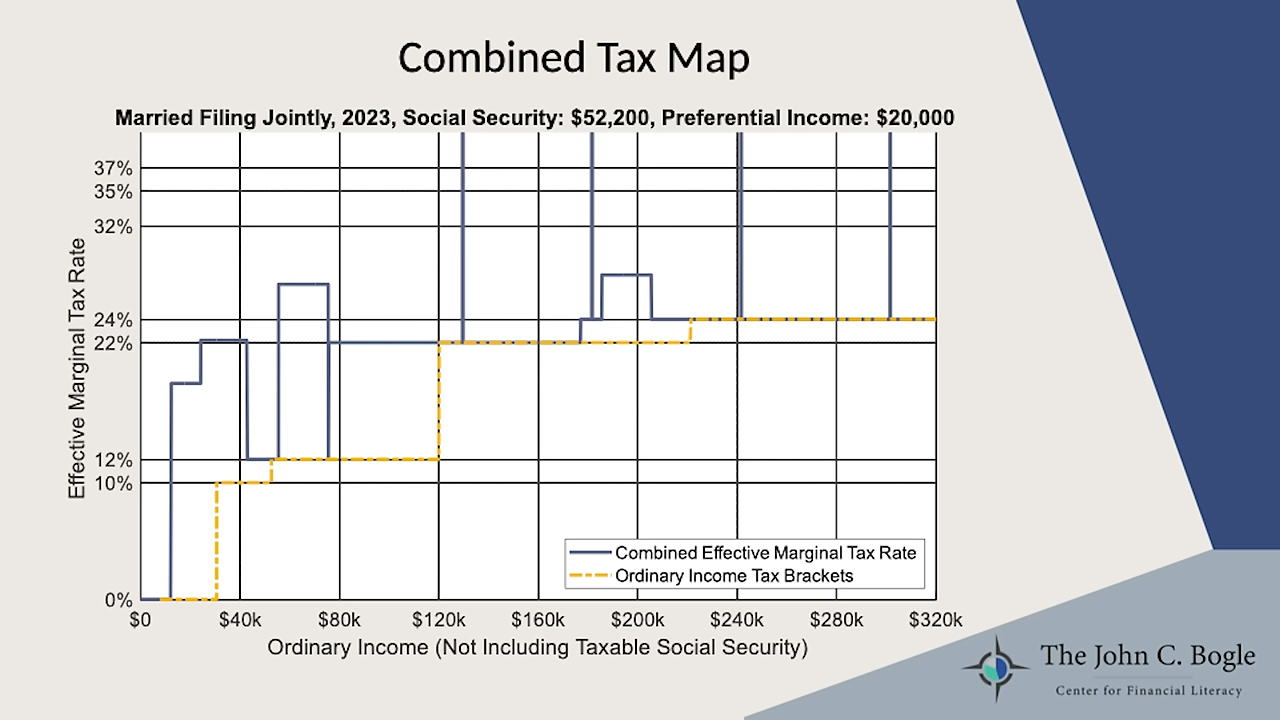 Combined Tax Map
Married Filing Jointly, 2023, Social Security: $52,200, Preferential Income: $20,000
37%
35%
32%
24%
22%
12%
10%
0%
Effective Marginal Tax Rate
Combined Effective Marginal Tax Rate
Ordinary Income Tax Brackets
$0 $40k $80k $120k $160k $200k $240k $280k $320k
Ordinary Income (Not Including Taxable Social Security)
The John C. Bogle
Center for Financial Literacy